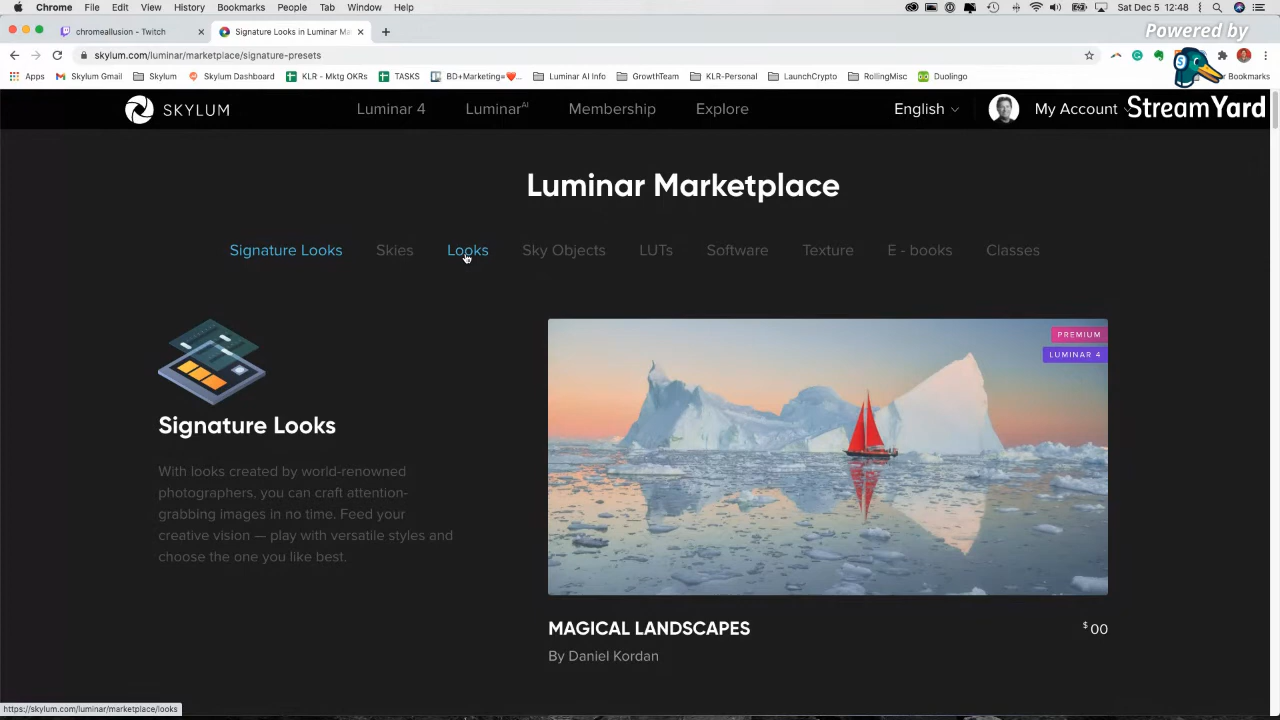 Chrome File Edit View History Bookmarks People Tab Window Help
Sat Dec 5 12:48
chromeallusion - Twitch
Signature Looks in Luminar Ma
skylum.com/luminar/marketplace/signature-presets
Powered by
Apps Skylum Gmail Skylum Skylum Dashboard KLR - Mktg OKRs TASKS BD+Marketing=❤️... Luminar AI Info GrowthTeam KLR-Personal LaunchCrypto RollingMisc Duolingo Bookmarks
StreamYard
SKYLUM Luminar 4 LuminarAI Membership Explore English My Account
Luminar Marketplace
Signature Looks Skies Looks Sky Objects LUTs Software Texture E - books Classes
PREMIUM
LUMINAR 4
Signature Looks
With looks created by world-renowned
photographers, you can craft attention-
grabbing images in no time. Feed your
creative vision — play with versatile styles and
choose the one you like best.
MAGICAL LANDSCAPES
$00
By Daniel Kordan
https://skylum.com/luminar/marketplace/looks